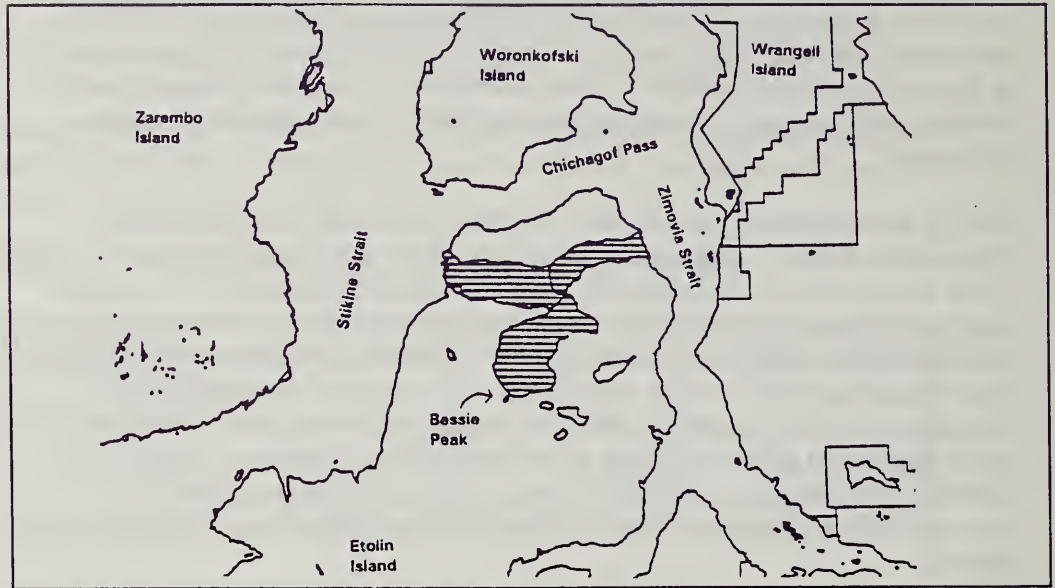 Woronkofski
Island
Wrangell
Island
Zarembo
Island
Chichagof Pass
Zimovia Strait
Stikine Strait
Bessie
Peak
Etolin
Island